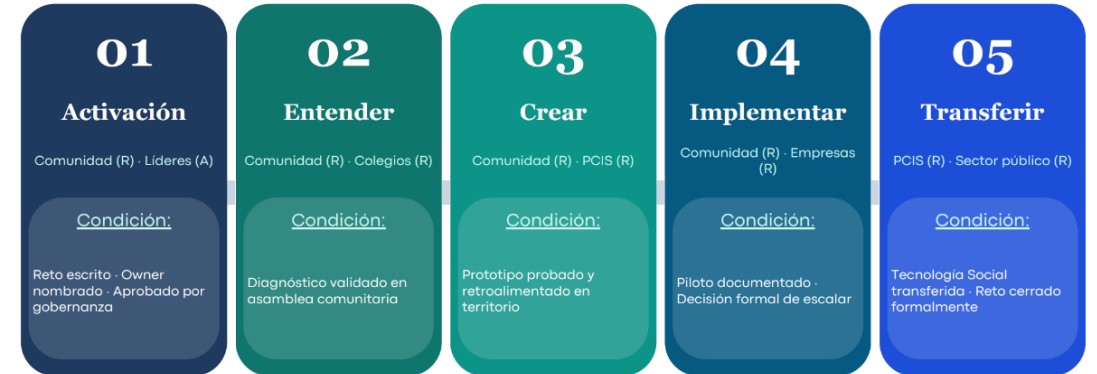 01
Activación
Comunidad (R) · Líderes (A)
Condición:
Reto escrito · Owner
nombrado · Aprobado por
gobernanza
02
Entender
Comunidad (R) · Colegios (R)
Condición:
Diagnóstico validado en
asamblea comunitaria
03
Crear
Comunidad (R) · PCIS (R)
Condición:
Prototipo probado y
retroalimentado en
territorio
04
Implementar
Comunidad (R) · Empresas
(R)
Condición:
Piloto documentado ·
Decisión formal de escalar
05
Transferir
PCIS (R) · Sector público (R)
Condición:
Tecnología Social
transferida · Reto cerrado
formalmente